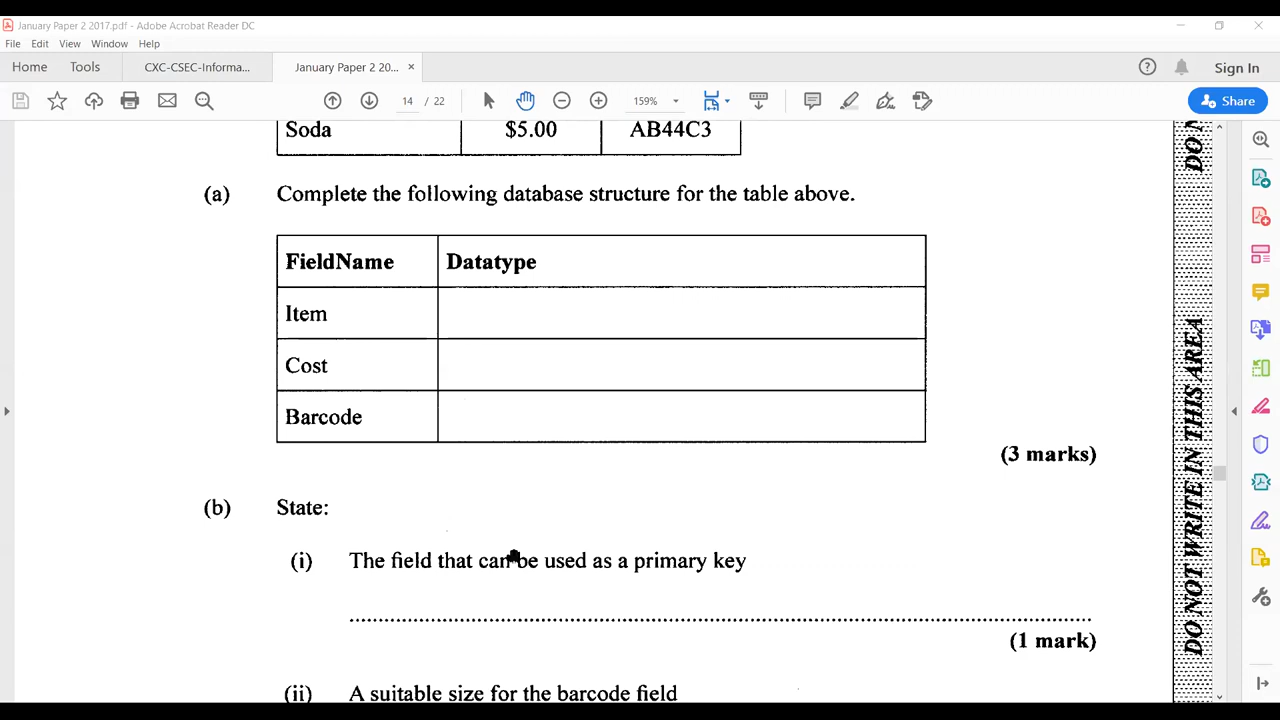 January Paper 2 2017.pdf - Adobe Acrobat Reader DC
File Edit View Window Help
Home Tools CXC-CSEC-Informa... January Paper 2 20... × Sign In
14 / 22 159% Share
Soda $5.00 AB44C3
(a) Complete the following database structure for the table above.
FieldName Datatype
Item
Cost
Barcode
(3 marks)
(b) State:
(i) The field that can be used as a primary key
(1 mark)
(ii) A suitable size for the barcode field
DO NOT WRITE IN THIS AREA